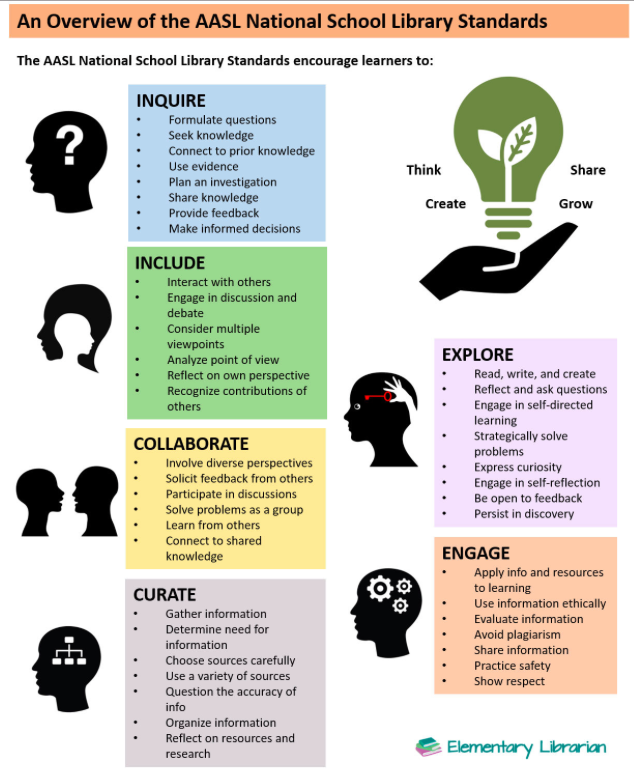 An Overview of the AASL National School Library Standards
The AASL National School Library Standards encourage learners to:
INQUIRE
• Formulate questions
• Seek knowledge
• Connect to prior knowledge
• Use evidence
• Plan an investigation
• Share knowledge
• Provide feedback
• Make informed decisions
?
INCLUDE
• Interact with others
• Engage in discussion and
debate
• Consider multiple
viewpoints
• Analyze point of view
• Reflect on own perspective
• Recognize contributions of
others
COLLABORATE
• Involve diverse perspectives
• Solicit feedback from others
• Participate in discussions
• Solve problems as a group
• Learn from others
• Connect to shared
knowledge
CURATE
• Gather information
• Determine need for
information
• Choose sources carefully
• Use a variety of sources
• Question the accuracy of
info
• Organize information
• Reflect on resources and
research
Think
Share
Create
Grow
EXPLORE
• Read, write, and create
• Reflect and ask questions
• Engage in self-directed
learning
• Strategically solve
problems
• Express curiosity
• Engage in self-reflection
• Be open to feedback
• Persist in discovery
ENGAGE
• Apply info and resources
to learning
• Use information ethically
• Evaluate information
• Avoid plagiarism
• Share information
• Practice safety
• Show respect
Elementary Librarian